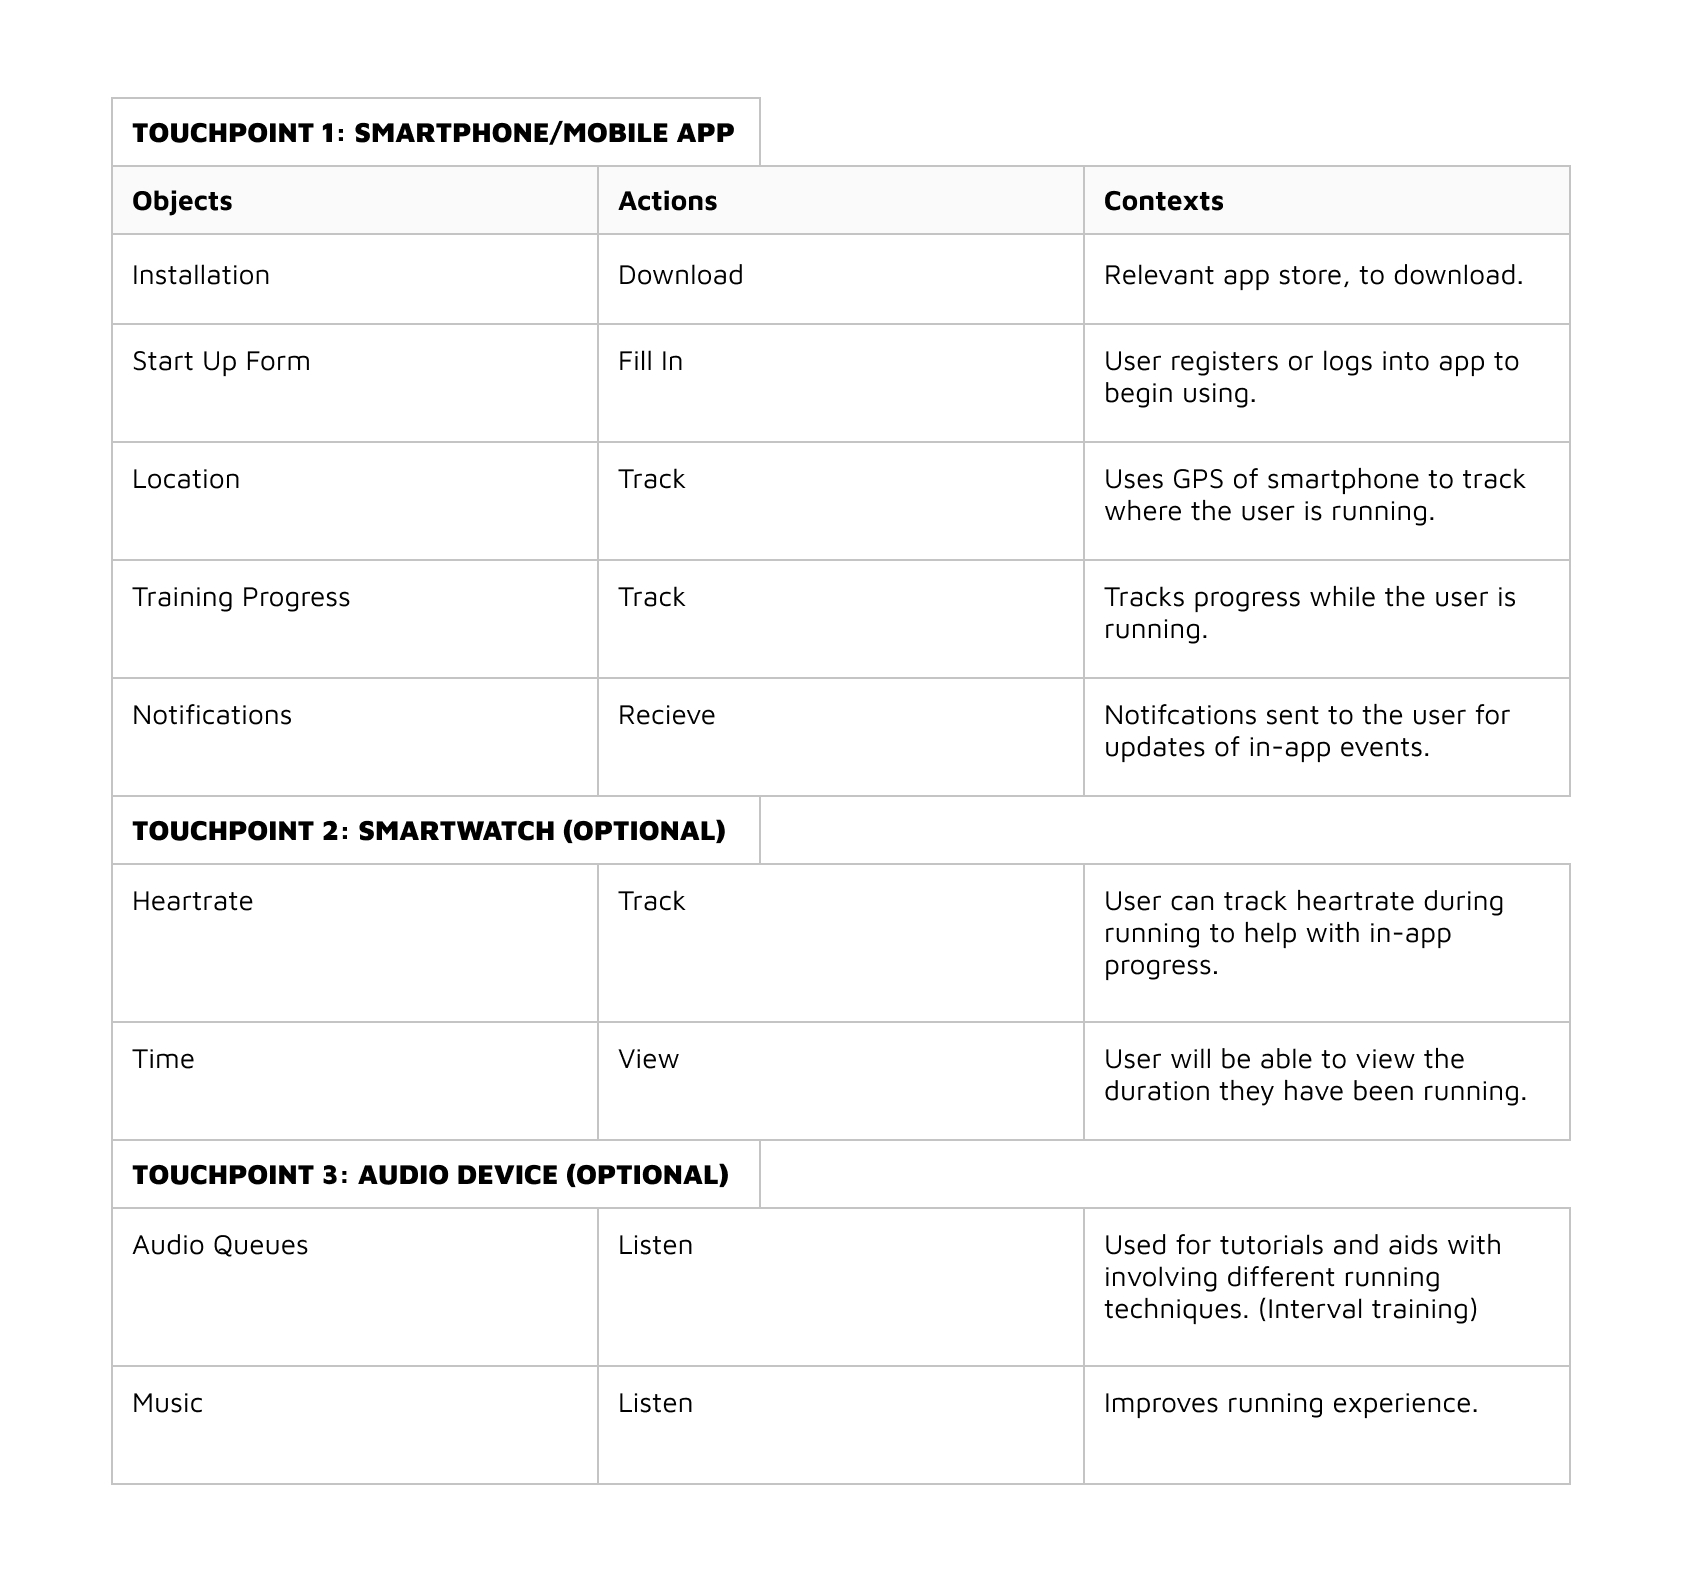 TOUCHPOINT 1: SMARTPHONE/MOBILE APP
Objects
Actions
Contexts
Installation
Download
Relevant app store, to download.
Start Up Form
Fill In
User registers or logs into app to
begin using.
Location
Track
Uses GPS of smartphone to track
where the user is running.
Training Progress
Track
Tracks progress while the user is
running.
Notifications
Recieve
Notifcations sent to the user for
updates of in-app events.
TOUCHPOINT 2: SMARTWATCH (OPTIONAL)
Heartrate
Track
User can track heartrate during
running to help with in-app
progress.
Time
View
User will be able to view the
duration they have been running.
TOUCHPOINT 3: AUDIO DEVICE (OPTIONAL)
Audio Queues
Listen
Used for tutorials and aids with
involving different running
techniques. (Interval training)
Music
Listen
Improves running experience.